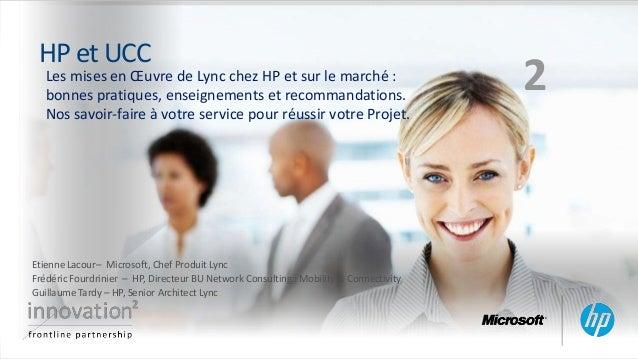 HP et UCC
Les mises en Œuvre de Lync chez HP et sur le marché :
bonnes pratiques, enseignements et recommandations.
Nos savoir-faire à votre service pour réussir votre Projet.
2
Etienne Lacour– Microsoft, Chef Produit Lync
Frédéric Fourdrinier – HP, Directeur BU Network Consulting, Mobility & Connectivity
Guillaume Tardy – HP, Senior Architect Lync
innovation²
frontline partnership
Microsoft
hp